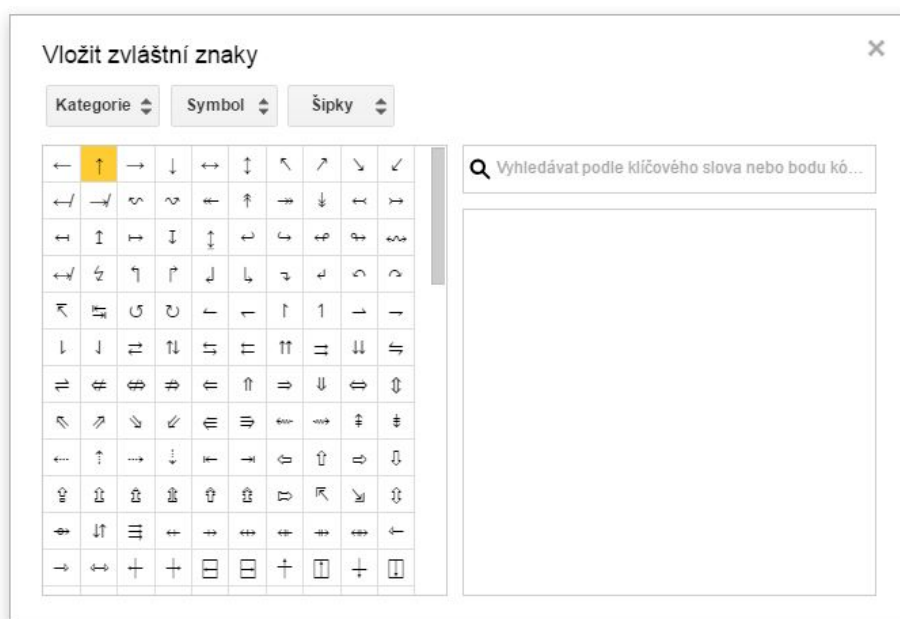 Vložit zvláštní znaky
Kategorie Symbol Šipky
Vyhledávat podle klíčového slova nebo bodu kó...